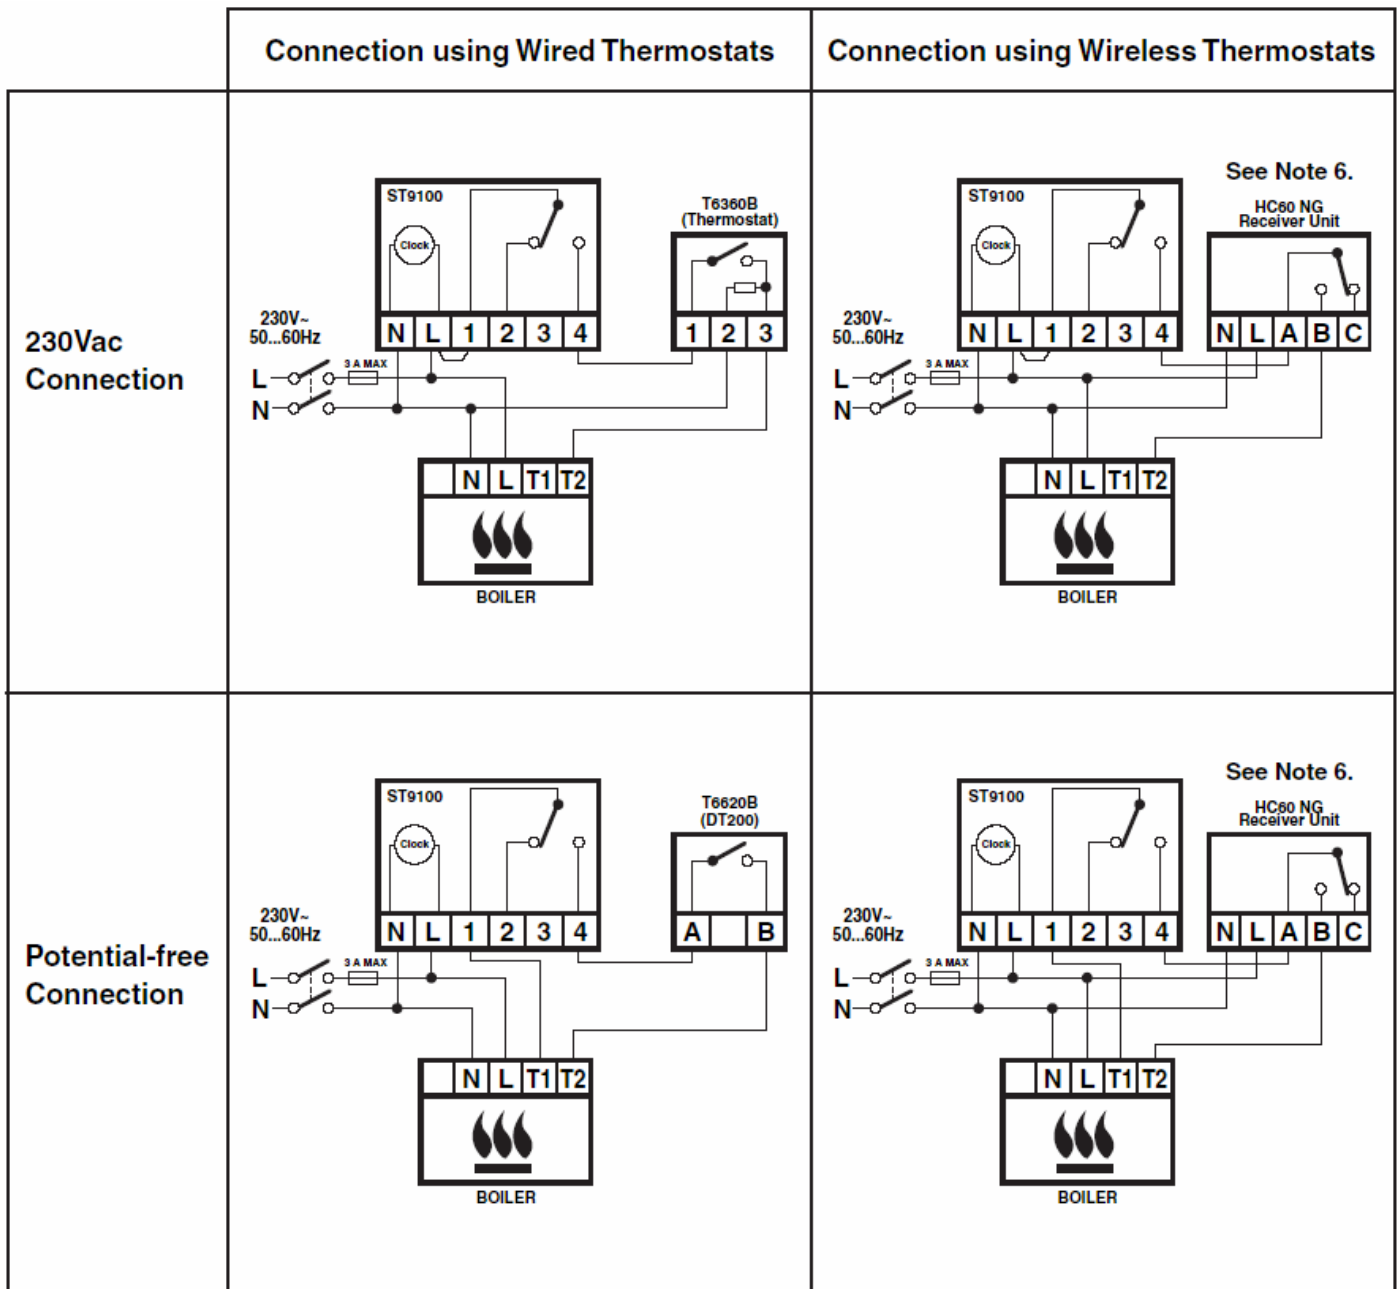 Connection using Wired Thermostats
Connection using Wireless Thermostats
230Vac
Connection
ST9100
Clock
N L 1 2 3 4
T6360B
(Thermostat)
1 2 3
230V~
50...60Hz
3 A MAX
L
N
N L T1 T2
BOILER
See Note 6.
ST9100
Clock
N L 1 2 3 4
HC60 NG
Receiver Unit
N L A B C
230V~
50...60Hz
3 A MAX
L
N
N L T1 T2
BOILER
Potential-free
Connection
ST9100
Clock
N L 1 2 3 4
T6620B
(DT200)
A B
230V~
50...60Hz
3 A MAX
L
N
N L T1 T2
BOILER
See Note 6.
ST9100
Clock
N L 1 2 3 4
HC60 NG
Receiver Unit
N L A B C
230V~
50...60Hz
3 A MAX
L
N
N L T1 T2
BOILER